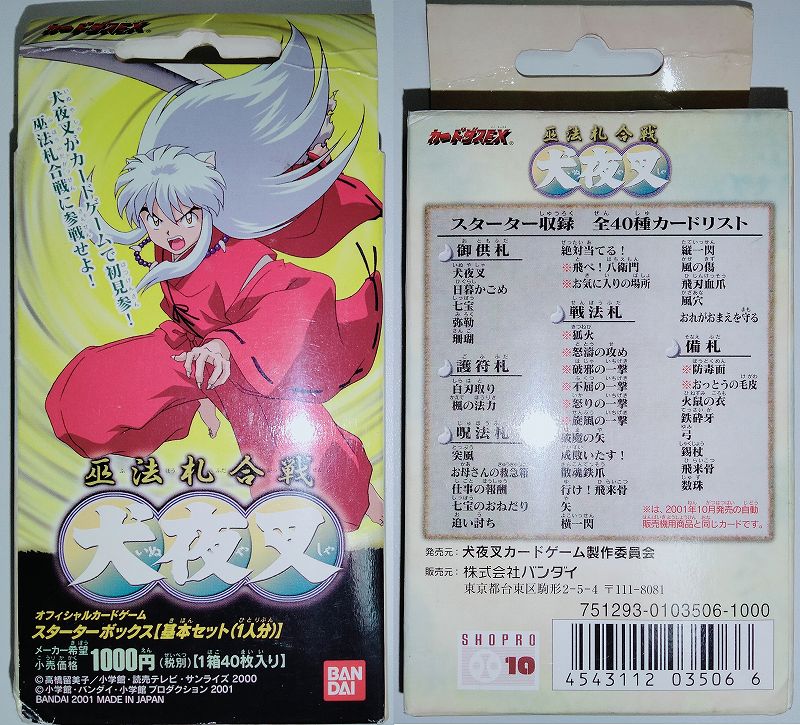 カードダスEX®
犬夜叉がカードゲームで初見参！
巫法札合戦に参戦せよ！
巫法札合戦
犬夜叉
オフィシャルカードゲーム
スターターボックス【基本セット(1人分)】
メーカー希望
小売価格 1000円(税別)【1箱40枚入り】
©高橋留美子／小学館・読売テレビ・サンライズ 2000
©小学館・バンダイ・小学館プロダクション 2001
BANDAI 2001 MADE IN JAPAN
BAN
DAI
カードダスEX®
巫法札合戦
犬夜叉
スターター収録 全40種カードリスト
御供札
犬夜叉
日暮かごめ
七宝
弥勒
珊瑚
護符札
白刃取り
楓の法力
呪法札
突風
お母さんの救急箱
仕事の報酬
七宝のおねだり
追い討ち
絶対当てる！
※飛べ！八衛門
※お気に入りの場所
戦法札
※狐火
※怒濤の攻め
※破邪の一撃
※不屈の一撃
※怒りの一撃
※旋風の一撃
破魔の矢
成敗いたす！
散魂鉄爪
行け！飛来骨
矢
横一閃
縦一閃
風の傷
飛刃血爪
風穴
おれがおまえを守る
備札
※防毒面
※おっとうの毛皮
火鼠の衣
鉄砕牙
弓
錫杖
飛来骨
数珠
※は、2001年10月発売の自動
販売機用商品と同じカードです。
発売元：犬夜叉カードゲーム製作委員会
販売元：株式会社バンダイ
東京都台東区駒形2-5-4 〒111-8081
751293-0103506-1000
SHOPRO
10
4543112 035066